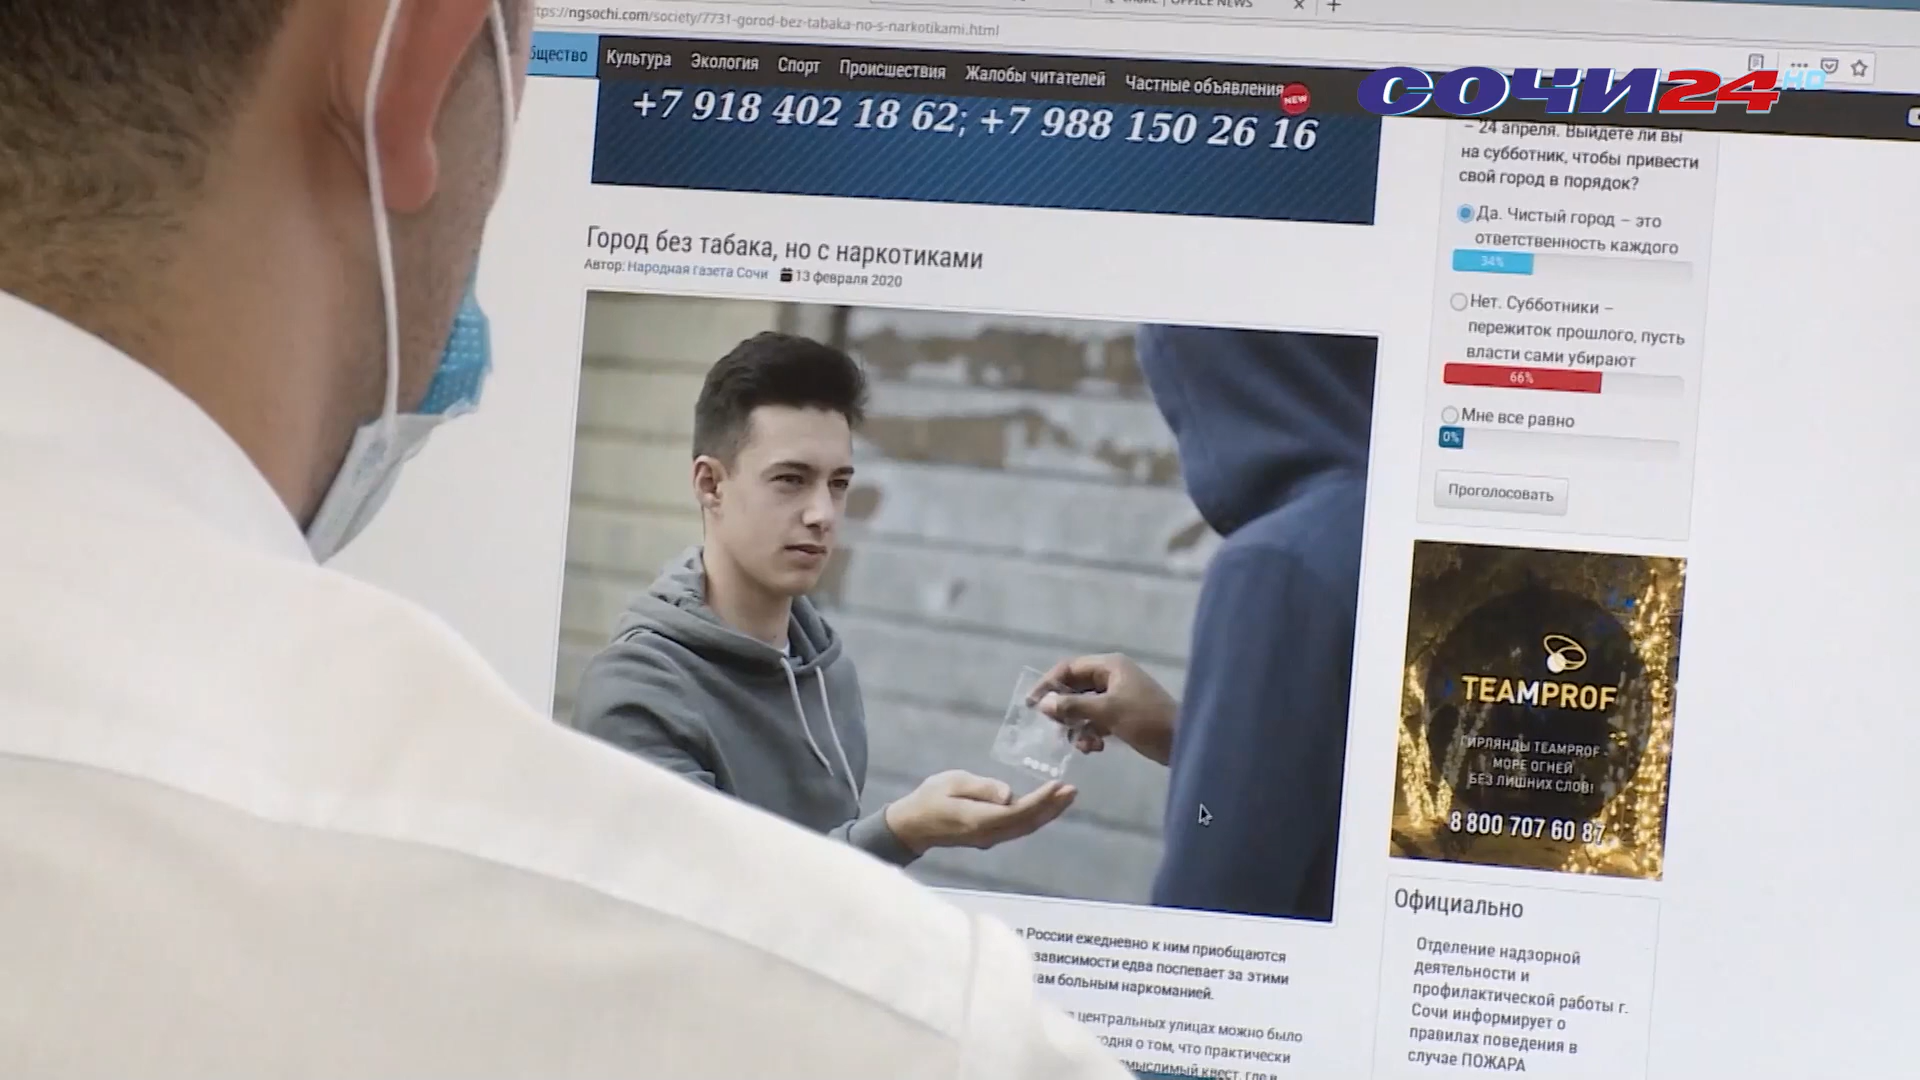 ngsochi.com/society/7731-gorod-bez-tabaka-no-s-narkotikami.html
Культура Экология Спорт Происшествия Жалобы читателей Частные объявления NEW
СОЧИ24 HD
+7 918 402 18 62; +7 988 150 26 16
Город без табака, но с наркотиками
Автор: Народная газета Сочи 13 февраля 2020
России ежедневно к ним приобщаются
зависимости едва поспевает за этими
больным наркоманией.
центральных улицах можно было
о том, что практически
квест, где в
– 24 апреля. Выйдете ли вы
на субботник, чтобы привести
свой город в порядок?
Да. Чистый город – это
ответственность каждого
34%
Нет. Субботники –
пережиток прошлого, пусть
власти сами убирают
66%
Мне все равно
0%
Проголосовать
TEAMPROF
ГИРЛЯНДЫ TEAMPROF -
МОРЕ ОГНЕЙ
БЕЗ ЛИШНИХ СЛОВ!
8 800 707 60 87
Официально
Отделение надзорной
деятельности и
профилактической работы г.
Сочи информирует о
правилах поведения в
случае ПОЖАРА